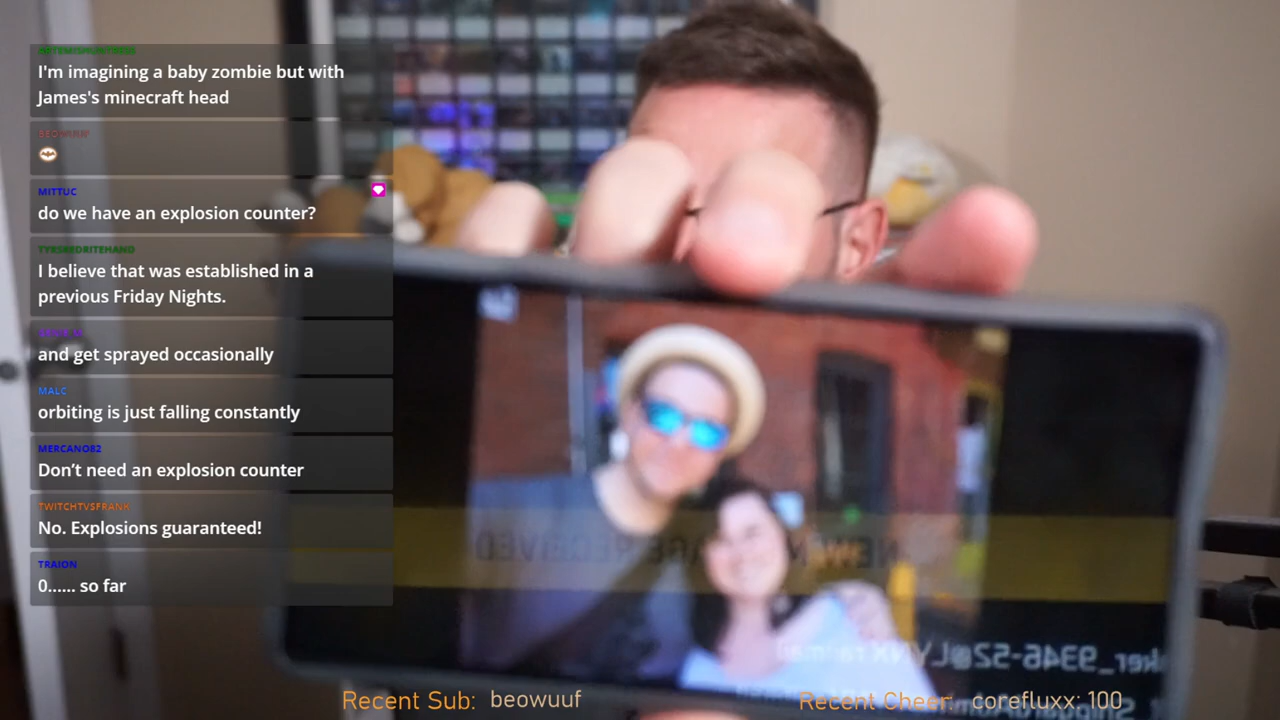 I'm imagining a baby zombie but with
James's minecraft head
MITTUC
do we have an explosion counter?
TYRSREDRITEHAND
I believe that was established in a
previous Friday Nights.
and get sprayed occasionally
MALC
orbiting is just falling constantly
MERCANO82
Don't need an explosion counter
TWITCHTVSFRANK
No. Explosions guaranteed!
TRAION
0...... so far
Recent Sub: beowuuf
Recent Cheer: corefluxx: 100